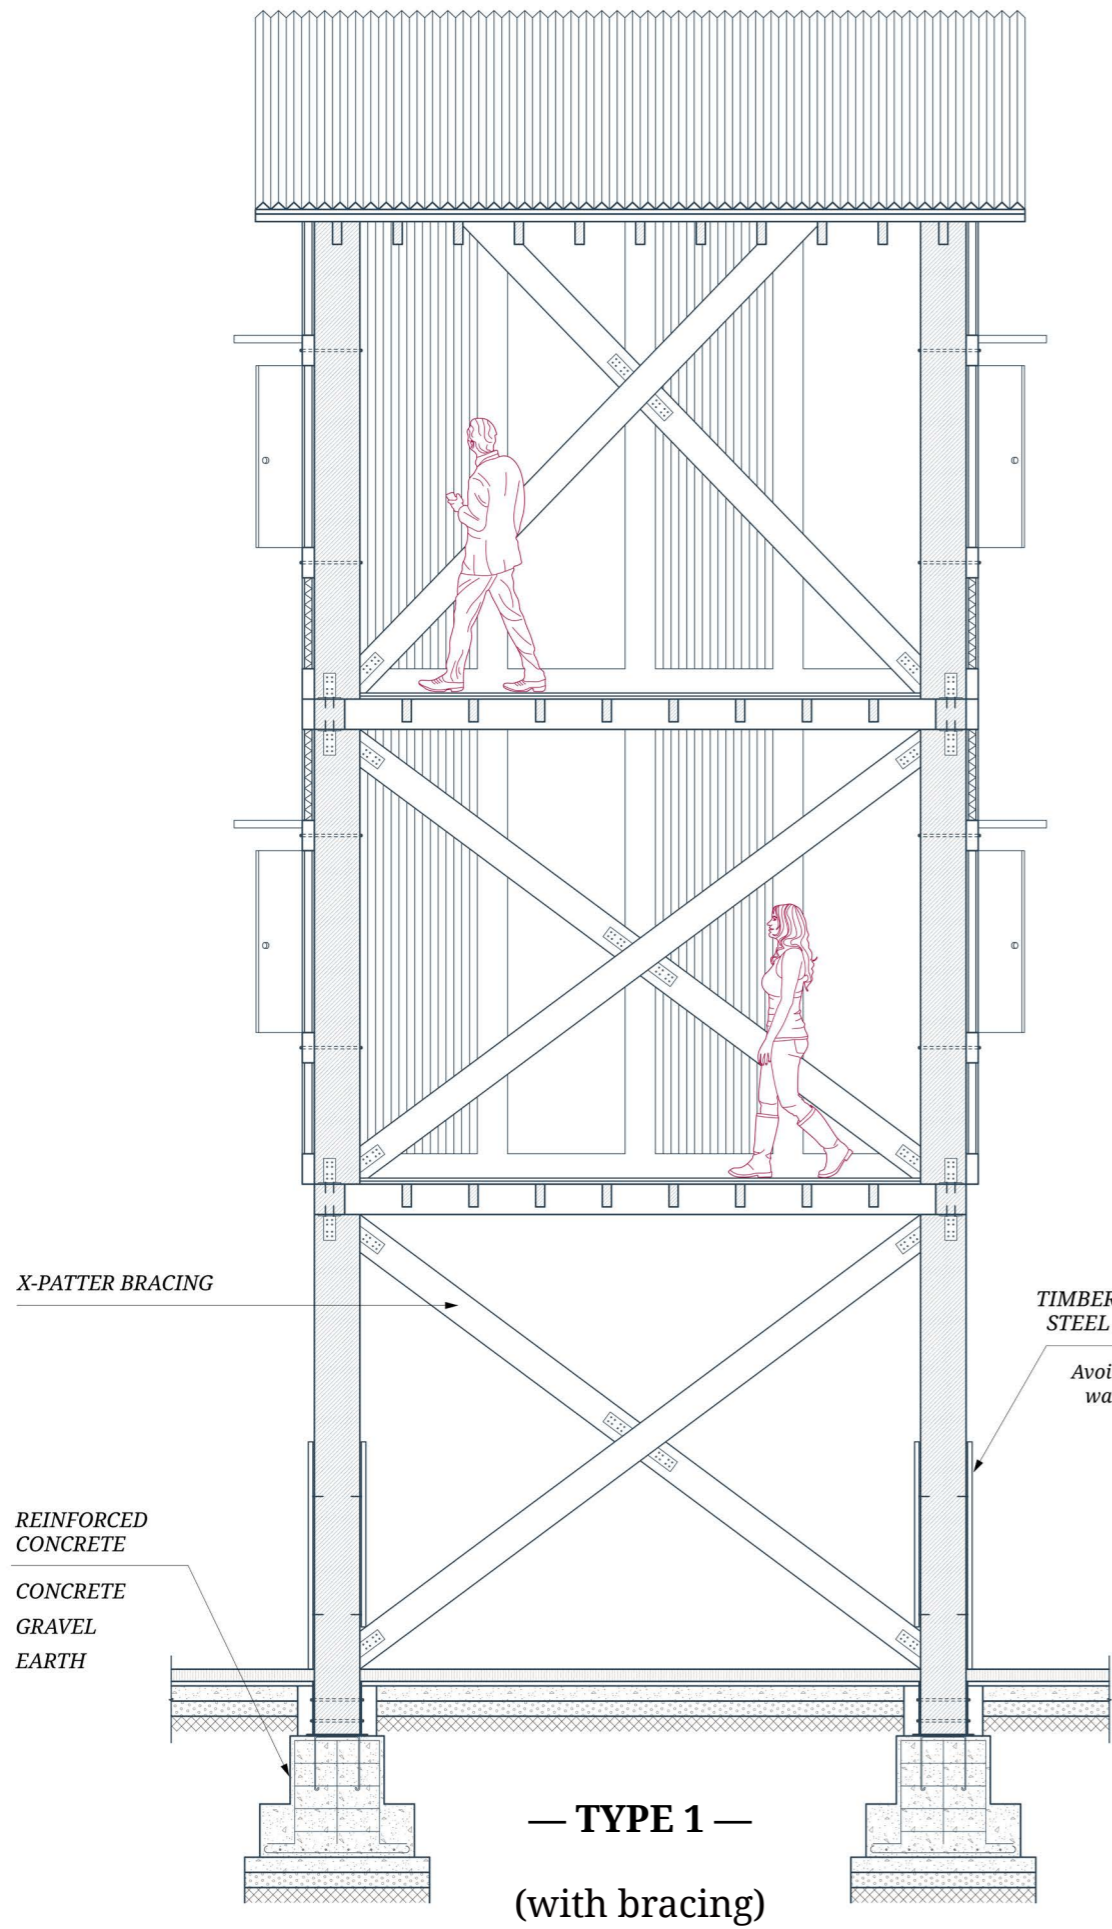 X-PATTER BRACING
TIMBER
STEEL
Avoi
wa
REINFORCED
CONCRETE
CONCRETE
GRAVEL
EARTH
— TYPE 1 —
(with bracing)